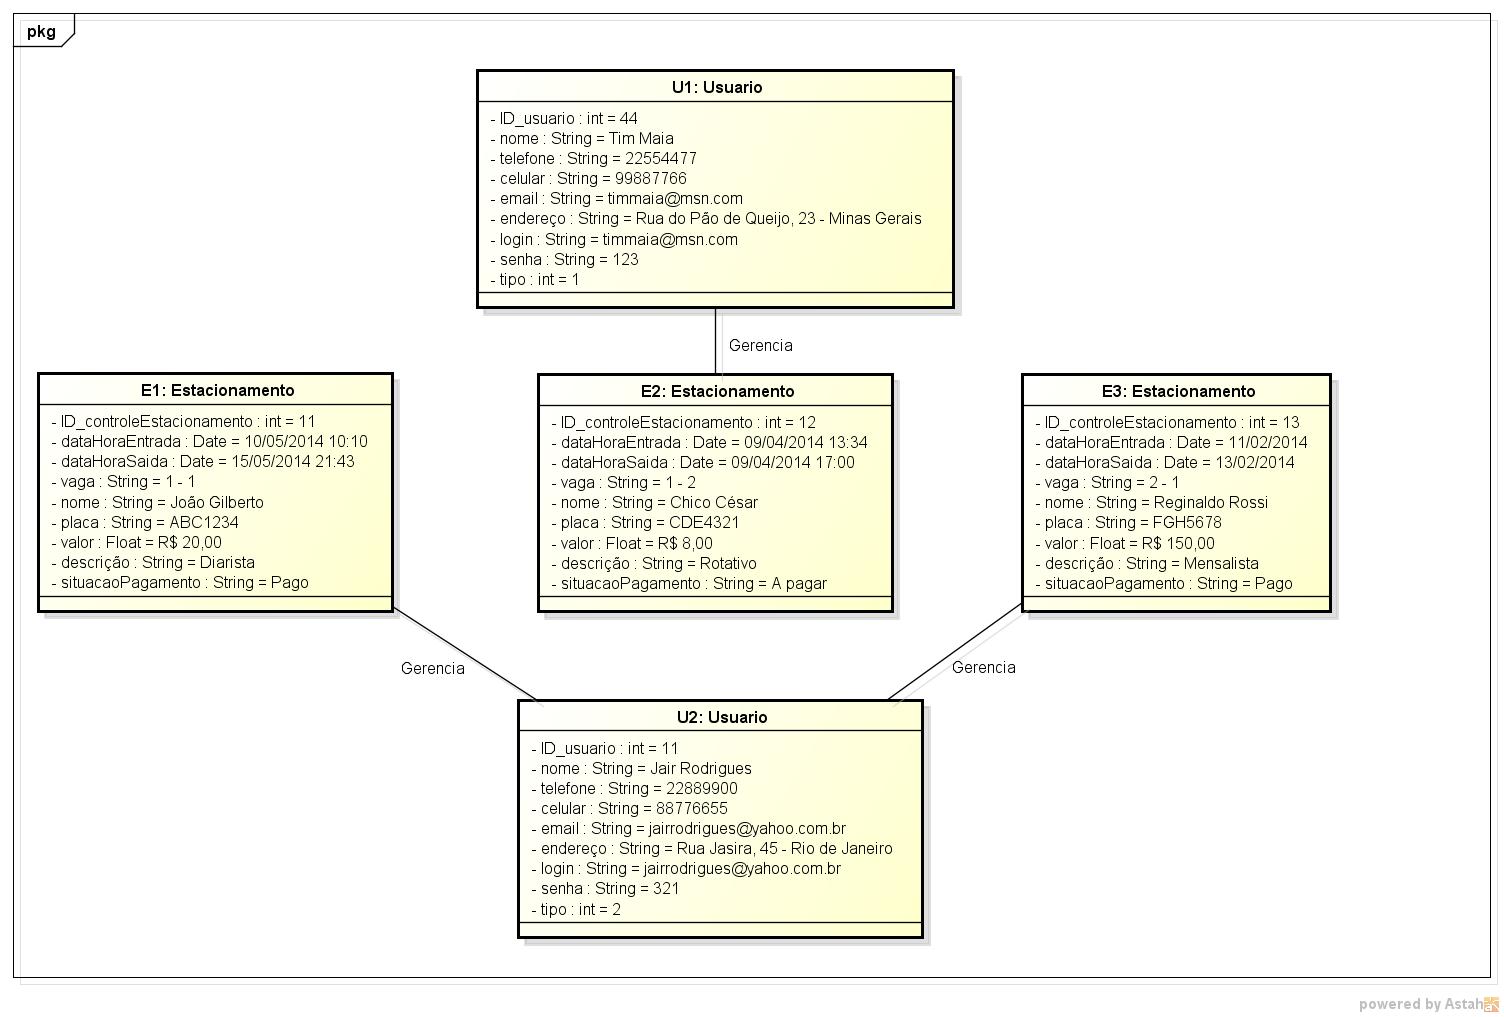 pkg
U1: Usuario
- ID_usuario : int = 44
- nome : String = Tim Maia
- telefone : String = 22554477
- celular : String = 99887766
- email : String = timmaia@msn.com
- endereço : String = Rua do Pão de Queijo, 23 - Minas Gerais
- login : String = timmaia@msn.com
- senha : String = 123
- tipo : int = 1
Gerencia
E1: Estacionamento
- ID_controleEstacionamento : int = 11
- dataHoraEntrada : Date = 10/05/2014 10:10
- dataHoraSaida : Date = 15/05/2014 21:43
- vaga : String = 1 - 1
- nome : String = João Gilberto
- placa : String = ABC1234
- valor : Float = R$ 20,00
- descrição : String = Diarista
- situacaoPagamento : String = Pago
E2: Estacionamento
- ID_controleEstacionamento : int = 12
- dataHoraEntrada : Date = 09/04/2014 13:34
- dataHoraSaida : Date = 09/04/2014 17:00
- vaga : String = 1 - 2
- nome : String = Chico César
- placa : String = CDE4321
- valor : Float = R$ 8,00
- descrição : String = Rotativo
- situacaoPagamento : String = A pagar
E3: Estacionamento
- ID_controleEstacionamento : int = 13
- dataHoraEntrada : Date = 11/02/2014
- dataHoraSaida : Date = 13/02/2014
- vaga : String = 2 - 1
- nome : String = Reginaldo Rossi
- placa : String = FGH5678
- valor : Float = R$ 150,00
- descrição : String = Mensalista
- situacaoPagamento : String = Pago
Gerencia
Gerencia
U2: Usuario
- ID_usuario : int = 11
- nome : String = Jair Rodrigues
- telefone : String = 22889900
- celular : String = 88776655
- email : String = jairrodrigues@yahoo.com.br
- endereço : String = Rua Jasira, 45 - Rio de Janeiro
- login : String = jairrodrigues@yahoo.com.br
- senha : String = 321
- tipo : int = 2
powered by Astah